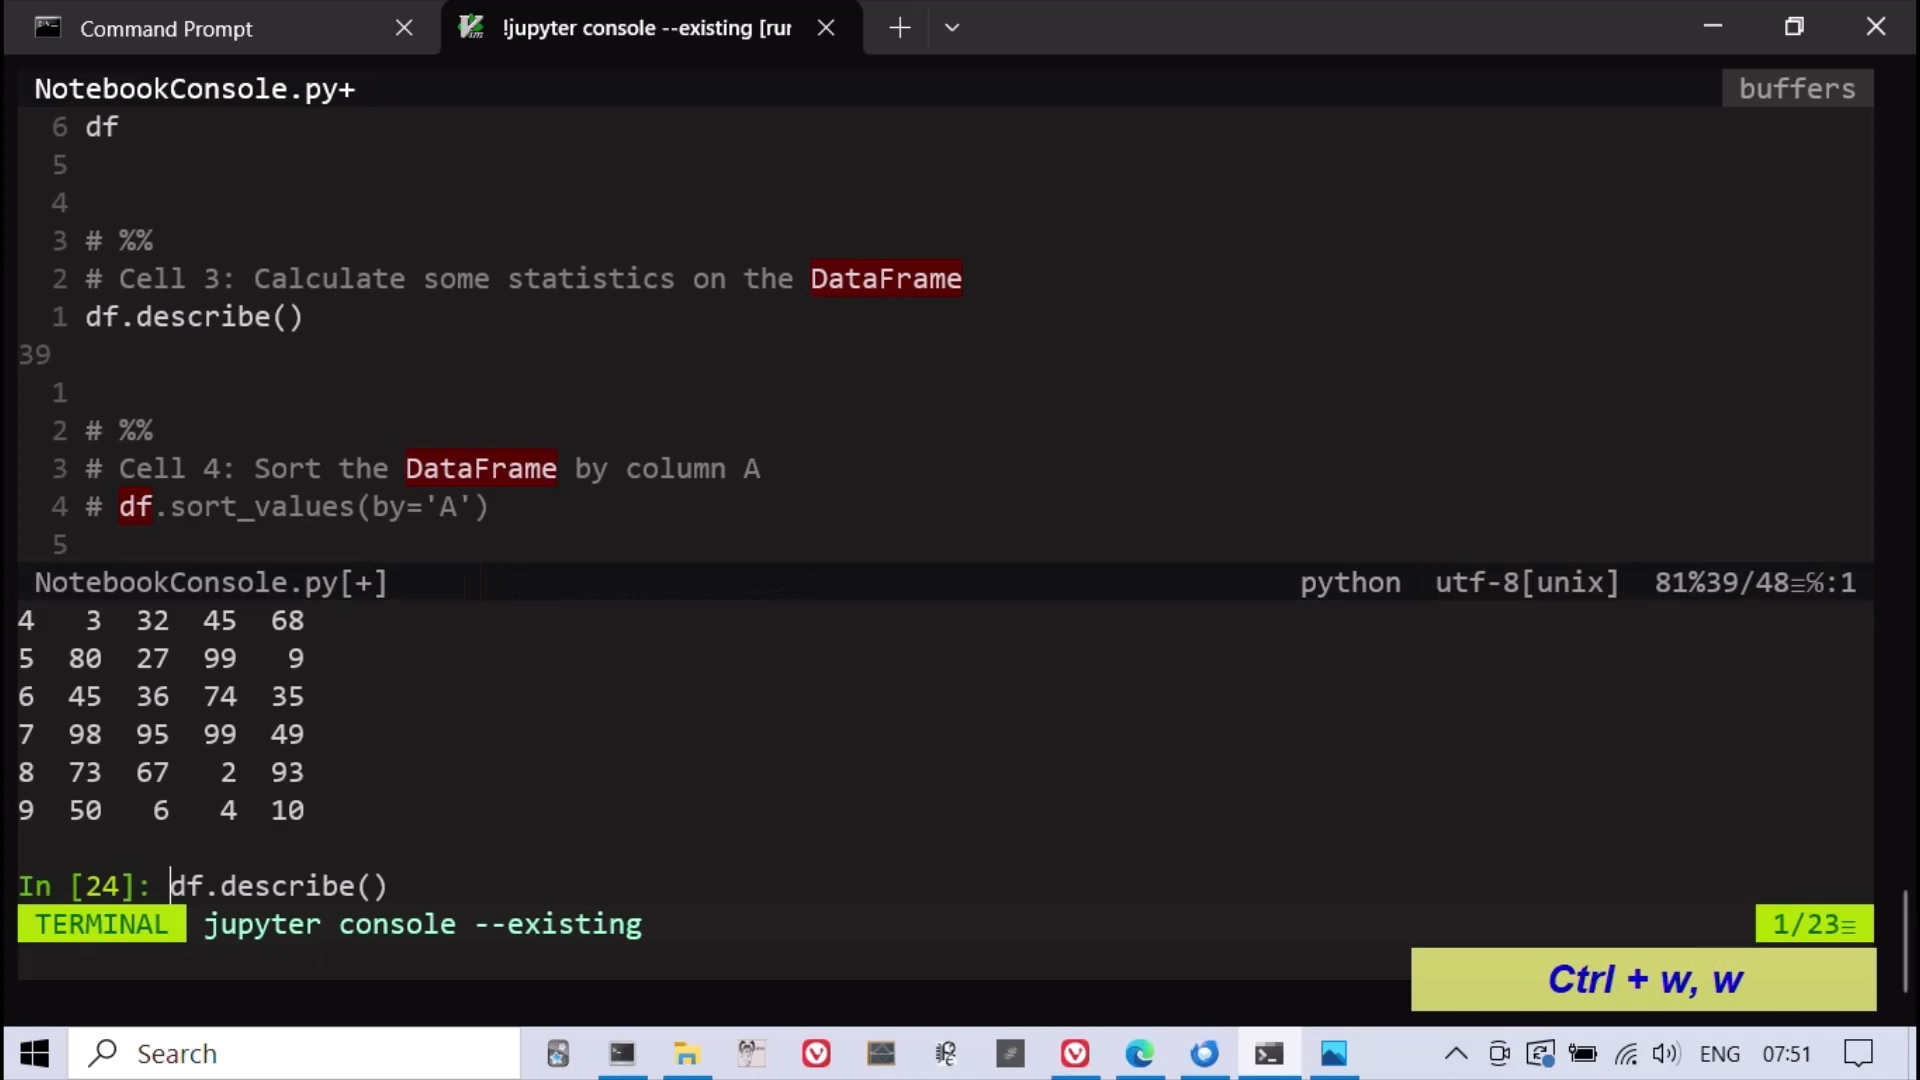 Command Prompt
!jupyter console --existing [rur
NotebookConsole.py+ buffers
6 df
5
4
3 # %%
2 # Cell 3: Calculate some statistics on the DataFrame
1 df.describe()
39
1
2 # %%
3 # Cell 4: Sort the DataFrame by column A
4 # df.sort_values(by='A')
5
NotebookConsole.py[+] python utf-8[unix] 81%39/48≡℅:1
4 3 32 45 68
5 80 27 99 9
6 45 36 74 35
7 98 95 99 49
8 73 67 2 93
9 50 6 4 10
In [24]: df.describe()
TERMINAL jupyter console --existing 1/23≡
Ctrl + w, w
Search ENG 07:51